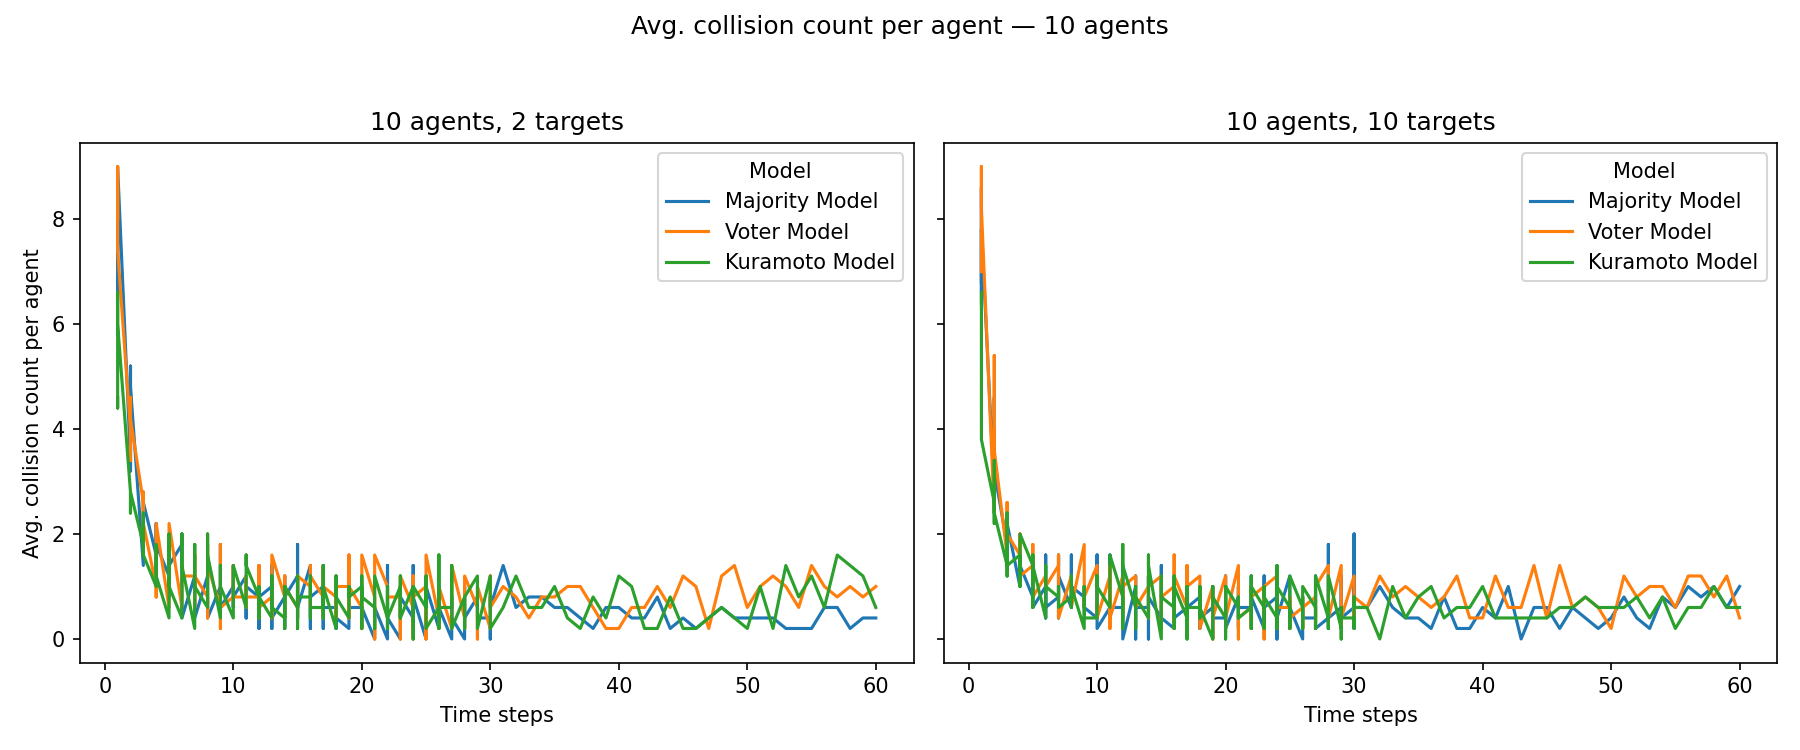 Avg. collision count per agent — 10 agents
10 agents, 2 targets
Avg. collision count per agent
8
6
4
2
0
Model
Majority Model
Voter Model
Kuramoto Model
0 10 20 30 40 50 60
Time steps
10 agents, 10 targets
Model
Majority Model
Voter Model
Kuramoto Model
0 10 20 30 40 50 60
Time steps